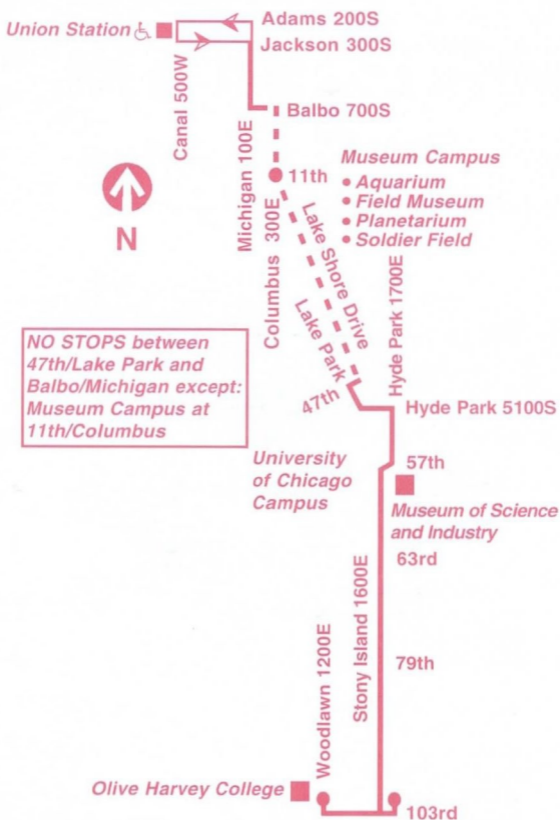 Adams 200S
Union Station
Jackson 300S
Canal 500W
Balbo 700S
Michigan 100E
Museum Campus
11th
• Aquarium
• Field Museum
• Planetarium
• Soldier Field
N
Columbus 300E
Lake Shore Drive
Lake Park
Hyde Park 1700E
NO STOPS between
47th/Lake Park and
Balbo/Michigan except:
Museum Campus at
11th/Columbus
47th
Hyde Park 5100S
University
of Chicago
Campus
57th
Museum of Science
and Industry
63rd
Stony Island 1600E
79th
Woodlawn 1200E
Olive Harvey College
103rd